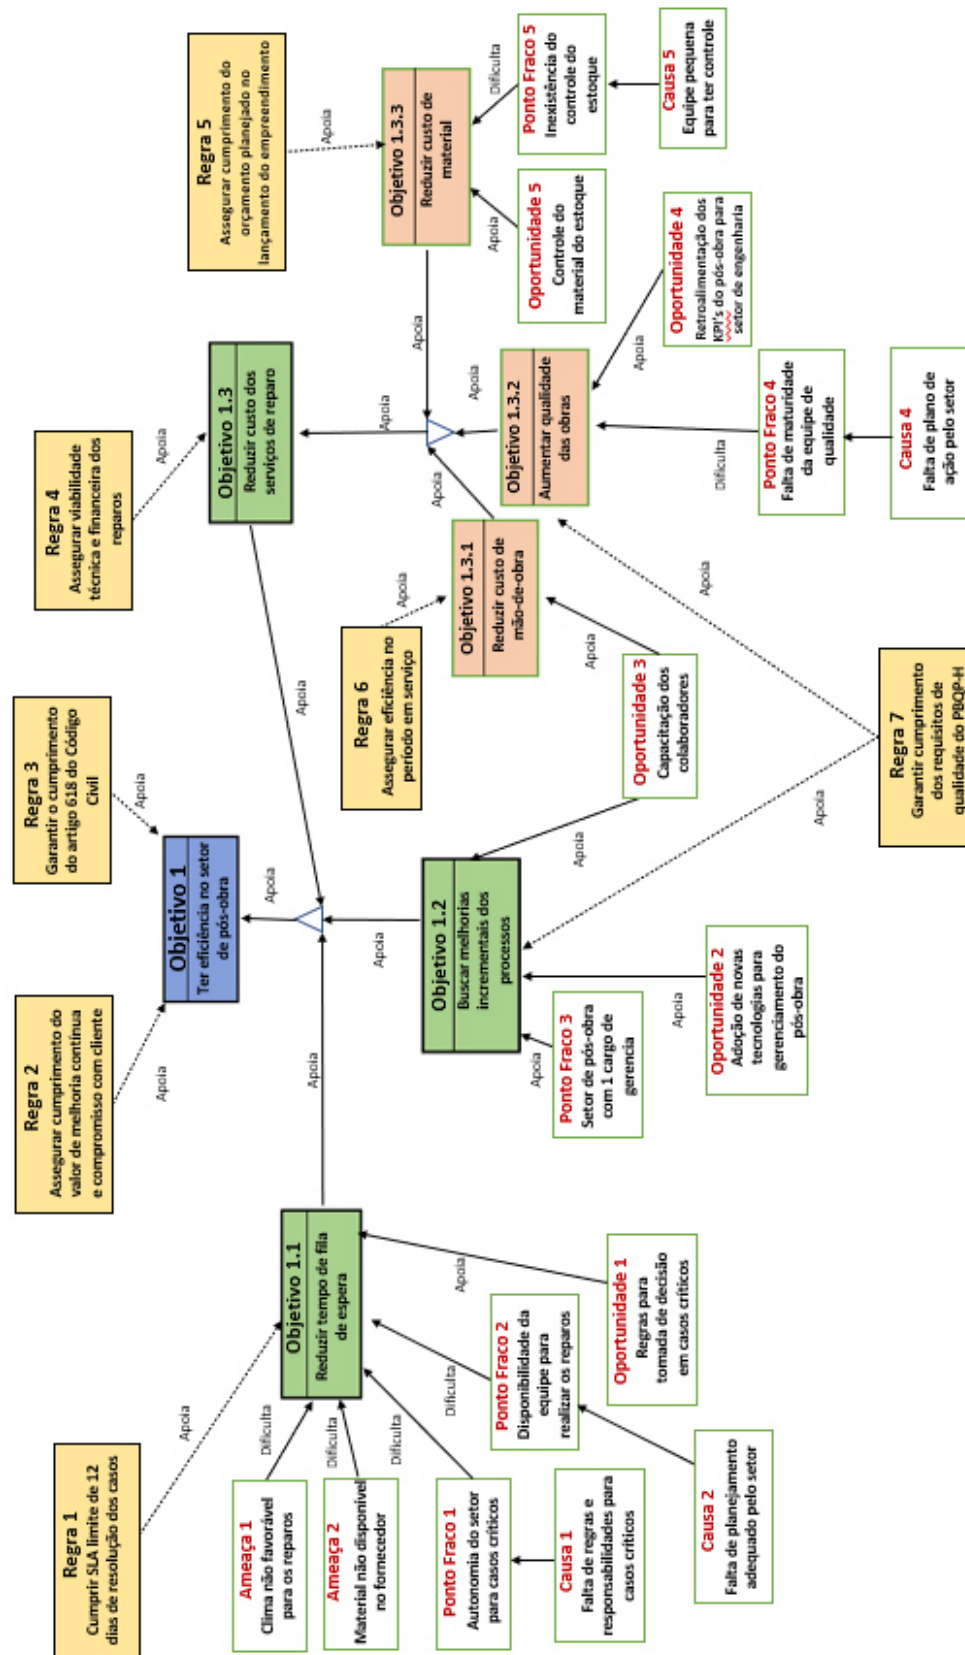 Regra 1
Cumprir SLA limite de 12
dias de resolução dos casos
Regra 2
Assegurar cumprimento do
valor de melhoria contínua
e compromisso com cliente
Regra 3
Garantir o cumprimento
do artigo 618 do Código
Civil
Regra 4
Assegurar viabilidade
técnica e financeira dos
reparos
Regra 5
Assegurar cumprimento do
orçamento planejado no
lançamento do empreendimento
Apoia
Apoia
Apoia
Apoia
Apoia
Objetivo 1
Ter eficiência no setor
de pós-obra
Apoia
Apoia
Apoia
Apoia
Objetivo 1.1
Reduzir tempo de fila
de espera
Objetivo 1.2
Buscar melhorias
incrementais dos
processos
Objetivo 1.3
Reduzir custo dos
serviços de reparo
Apoia
Apoia
Apoia
Apoia
Regra 6
Assegurar eficiência no
período em serviço
Apoia
Objetivo 1.3.1
Reduzir custo de
mão-de-obra
Objetivo 1.3.2
Aumentar qualidade
das obras
Objetivo 1.3.3
Reduzir custo de
material
Dificulta
Dificulta
Dificulta
Dificulta
Apoia
Ameaça 1
Clima não favorável
para os reparos
Ameaça 2
Material não disponível
no fornecedor
Ponto Fraco 1
Autonomia do setor
para casos críticos
Causa 1
Falta de regras e
responsabilidades para
casos críticos
Ponto Fraco 2
Disponibilidade da
equipe para
realizar os reparos
Causa 2
Falta de planejamento
adequado pelo setor
Oportunidade 1
Regras para
tomada de decisão
em casos críticos
Apoia
Apoia
Apoia
Apoia
Ponto Fraco 3
Setor de pós-obra
com 1 cargo de
gerencia
Oportunidade 2
Adoção de novas
tecnologias para
gerenciamento do
pós-obra
Oportunidade 3
Capacitação dos
colaboradores
Apoia
Apoia
Regra 7
Garantir cumprimento
dos requisitos de
qualidade do PBQP-H
Dificulta
Apoia
Ponto Fraco 4
Falta de maturidade
da equipe de
qualidade
Causa 4
Falta de plano de
ação pelo setor
Oportunidade 4
Retroalimentação dos
KPI's do pós-obra para
setor de engenharia
Apoia
Dificulta
Oportunidade 5
Controle do
material do estoque
Ponto Fraco 5
Inexistência do
controle do
estoque
Causa 5
Equipe pequena
para ter controle